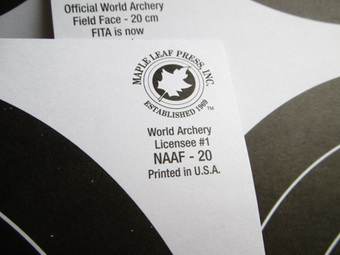 Official World Archery
Field Face - 20 cm
FITA is now
MAPLE LEAF PRESS, INC
ESTABLISHED 1969
TM
World Archery
Licensee #1
NAAF - 20
Printed in U.S.A.